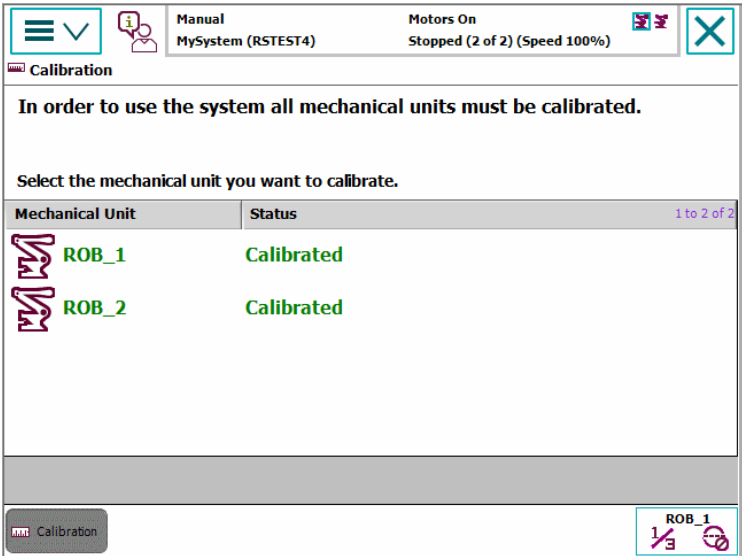 Manual
Motors On
MySystem (RSTEST4)
Stopped (2 of 2) (Speed 100%)
Calibration
In order to use the system all mechanical units must be calibrated.
Select the mechanical unit you want to calibrate.
Mechanical Unit Status 1 to 2 of 2
ROB_1 Calibrated
ROB_2 Calibrated
Calibration
ROB_1
1/3